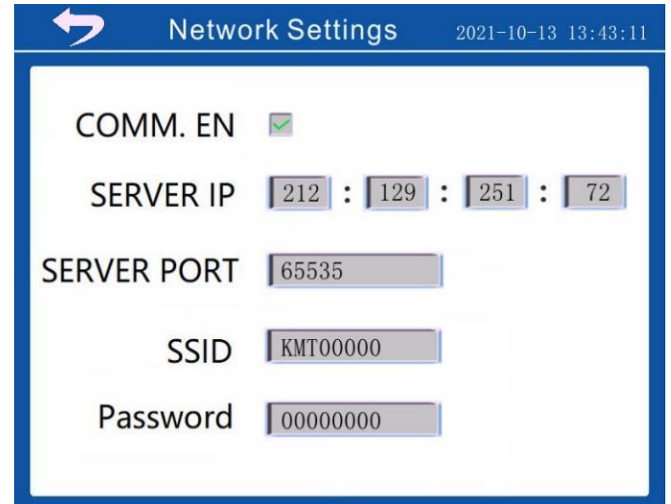 Network Settings 2021-10-13 13:43:11
COMM. EN
SERVER IP 212 : 129 : 251 : 72
SERVER PORT 65535
SSID KMT00000
Password 00000000